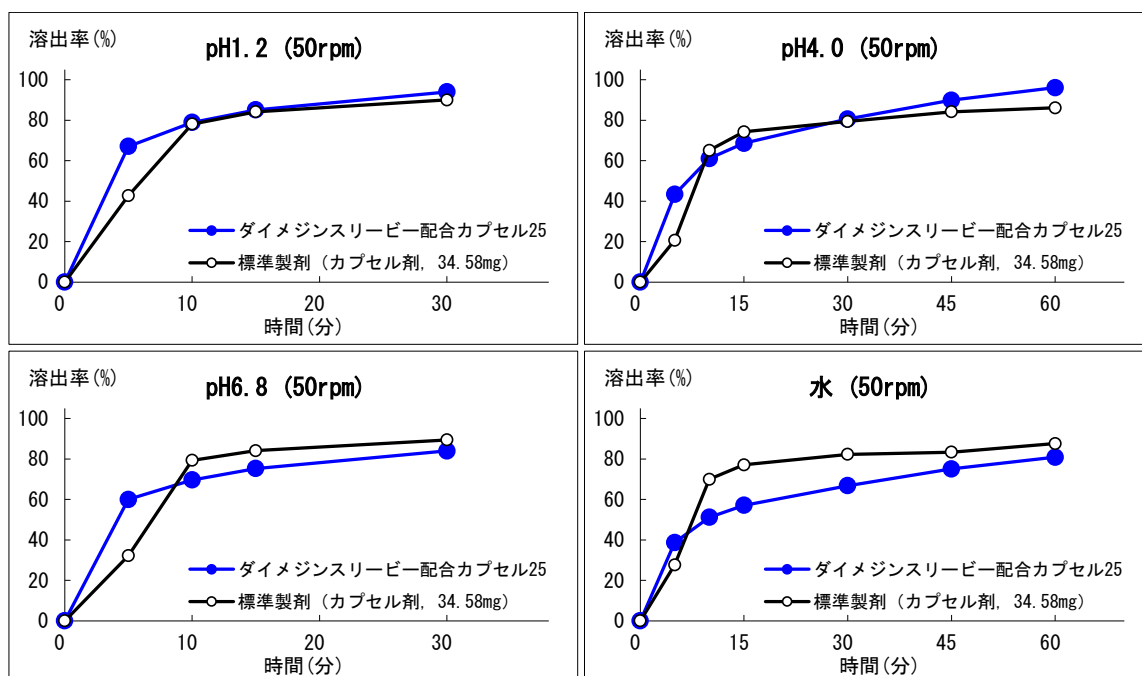 溶出率(%)
pH1.2 (50rpm)
100
80
60
40
20
0
ダイメジンスリービー配合カプセル25
標準製剤（カプセル剤, 34.58mg）
0 10 20 30
時間(分)
溶出率(%)
pH4.0 (50rpm)
100
80
60
40
20
0
ダイメジンスリービー配合カプセル25
標準製剤（カプセル剤, 34.58mg）
0 15 30 45 60
時間(分)
溶出率(%)
pH6.8 (50rpm)
100
80
60
40
20
0
ダイメジンスリービー配合カプセル25
標準製剤（カプセル剤, 34.58mg）
0 10 20 30
時間(分)
溶出率(%)
水 (50rpm)
100
80
60
40
20
0
ダイメジンスリービー配合カプセル25
標準製剤（カプセル剤, 34.58mg）
0 15 30 45 60
時間(分)